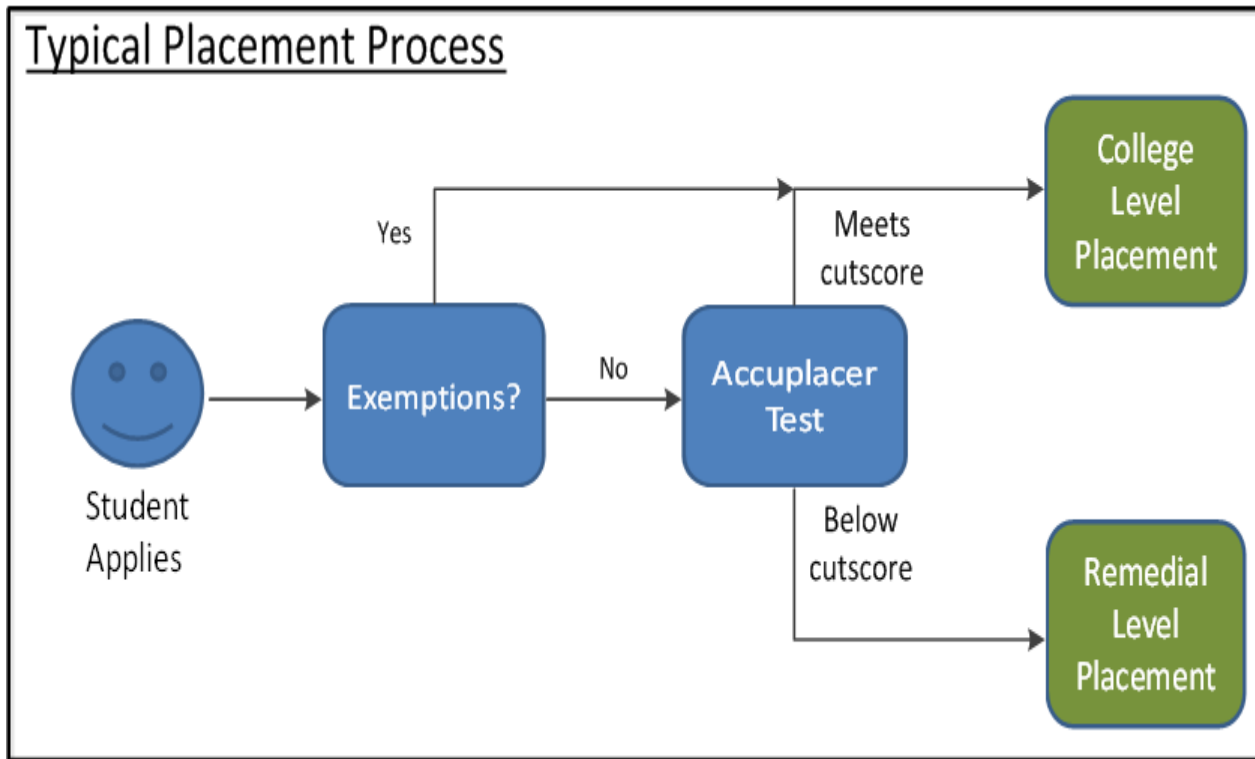 Typical Placement Process
College
Level
Placement
Yes
Meets
cutscore
Exemptions?
No
Accuplacer
Test
Student
Applies
Below
cutscore
Remedial
Level
Placement